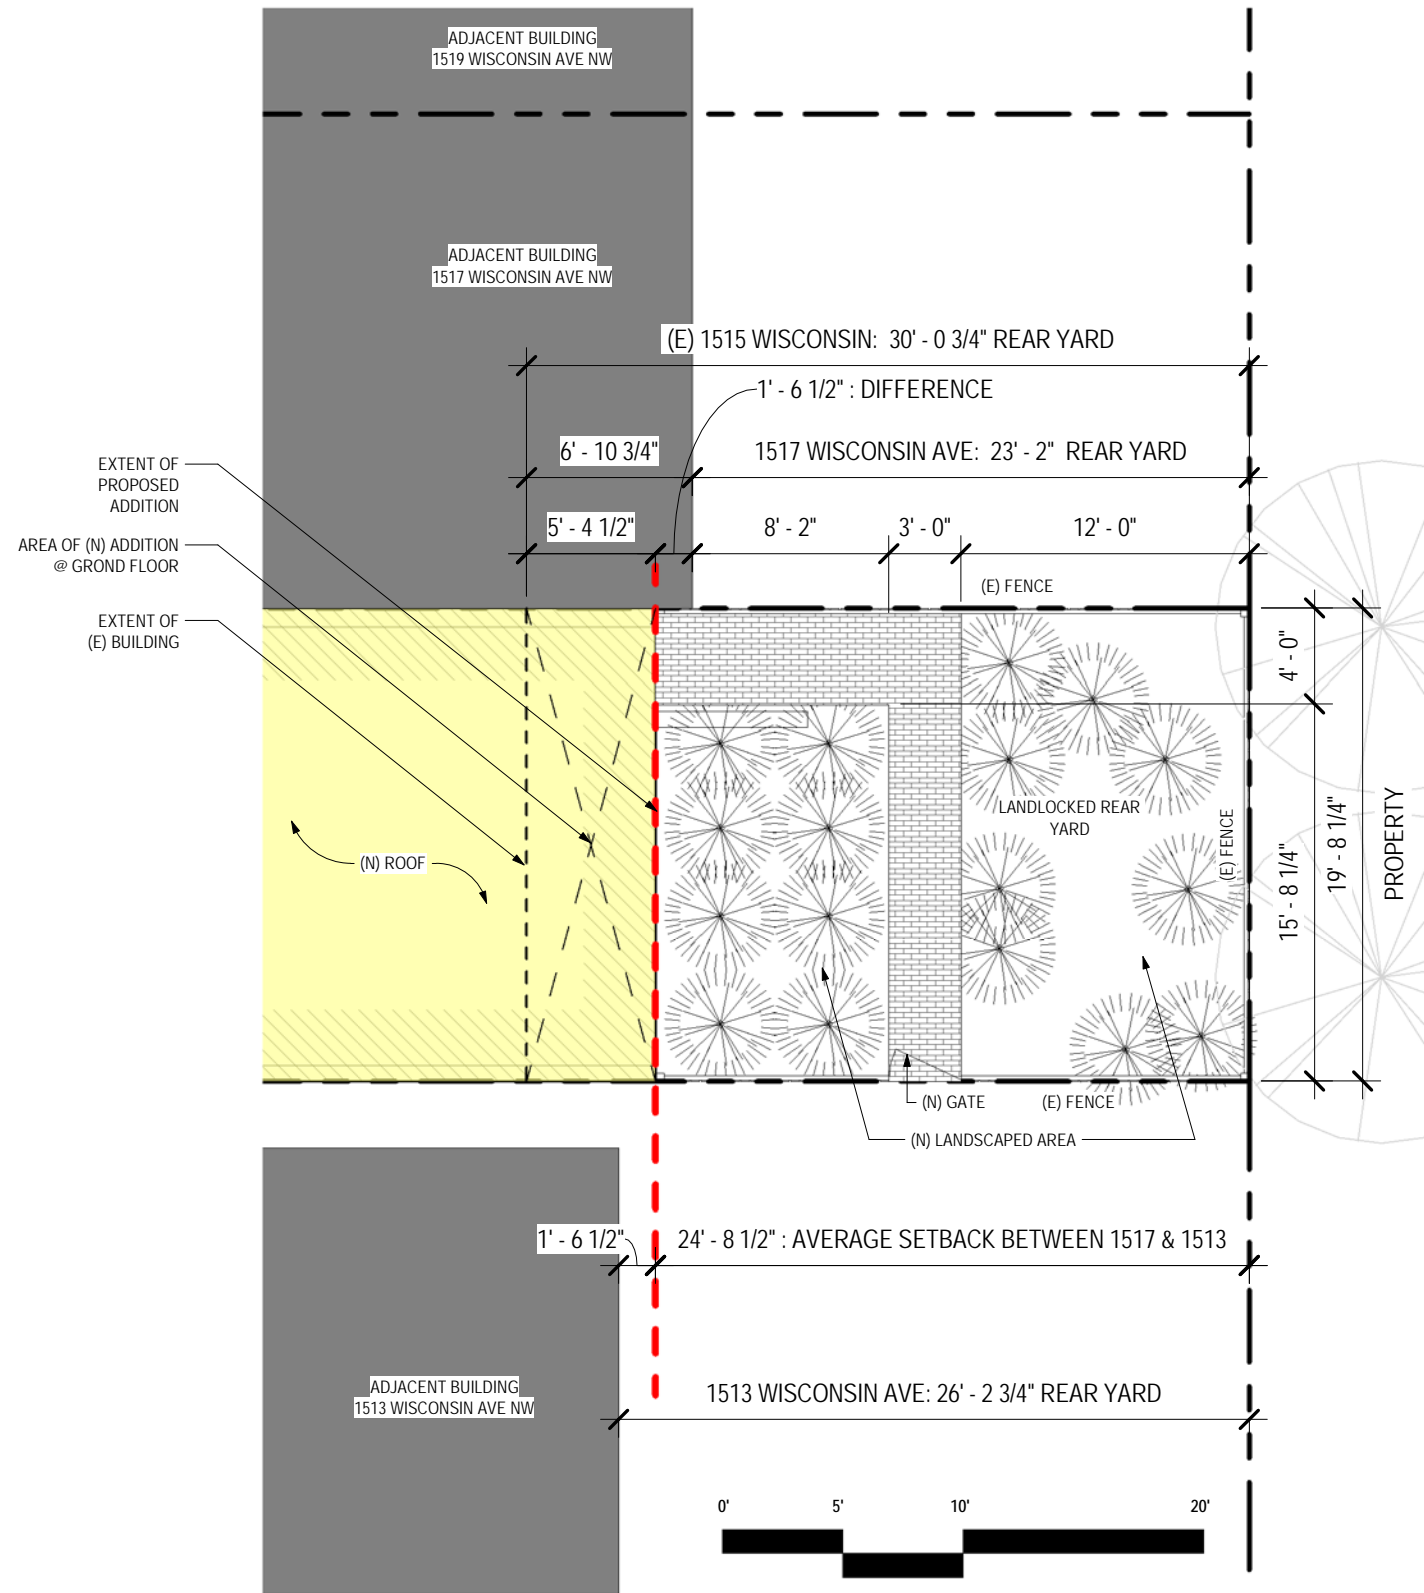 ADJACENT BUILDING
1519 WISCONSIN AVE NW
ADJACENT BUILDING
1517 WISCONSIN AVE NW
(E) 1515 WISCONSIN: 30' - 0 3/4" REAR YARD
1' - 6 1/2" : DIFFERENCE
6' - 10 3/4"
1517 WISCONSIN AVE: 23' - 2" REAR YARD
EXTENT OF
PROPOSED
ADDITION
5' - 4 1/2"
8' - 2"
3' - 0"
12' - 0"
AREA OF (N) ADDITION
@ GROND FLOOR
(E) FENCE
EXTENT OF
(E) BUILDING
4' - 0"
LANDLOCKED REAR
YARD
(E) FENCE
15' - 8 1/4"
19' - 8 1/4"
PROPERTY
(N) ROOF
(N) GATE
(E) FENCE
(N) LANDSCAPED AREA
1' - 6 1/2"
24' - 8 1/2" : AVERAGE SETBACK BETWEEN 1517 & 1513
ADJACENT BUILDING
1513 WISCONSIN AVE NW
1513 WISCONSIN AVE: 26' - 2 3/4" REAR YARD
0'
5'
10'
20'